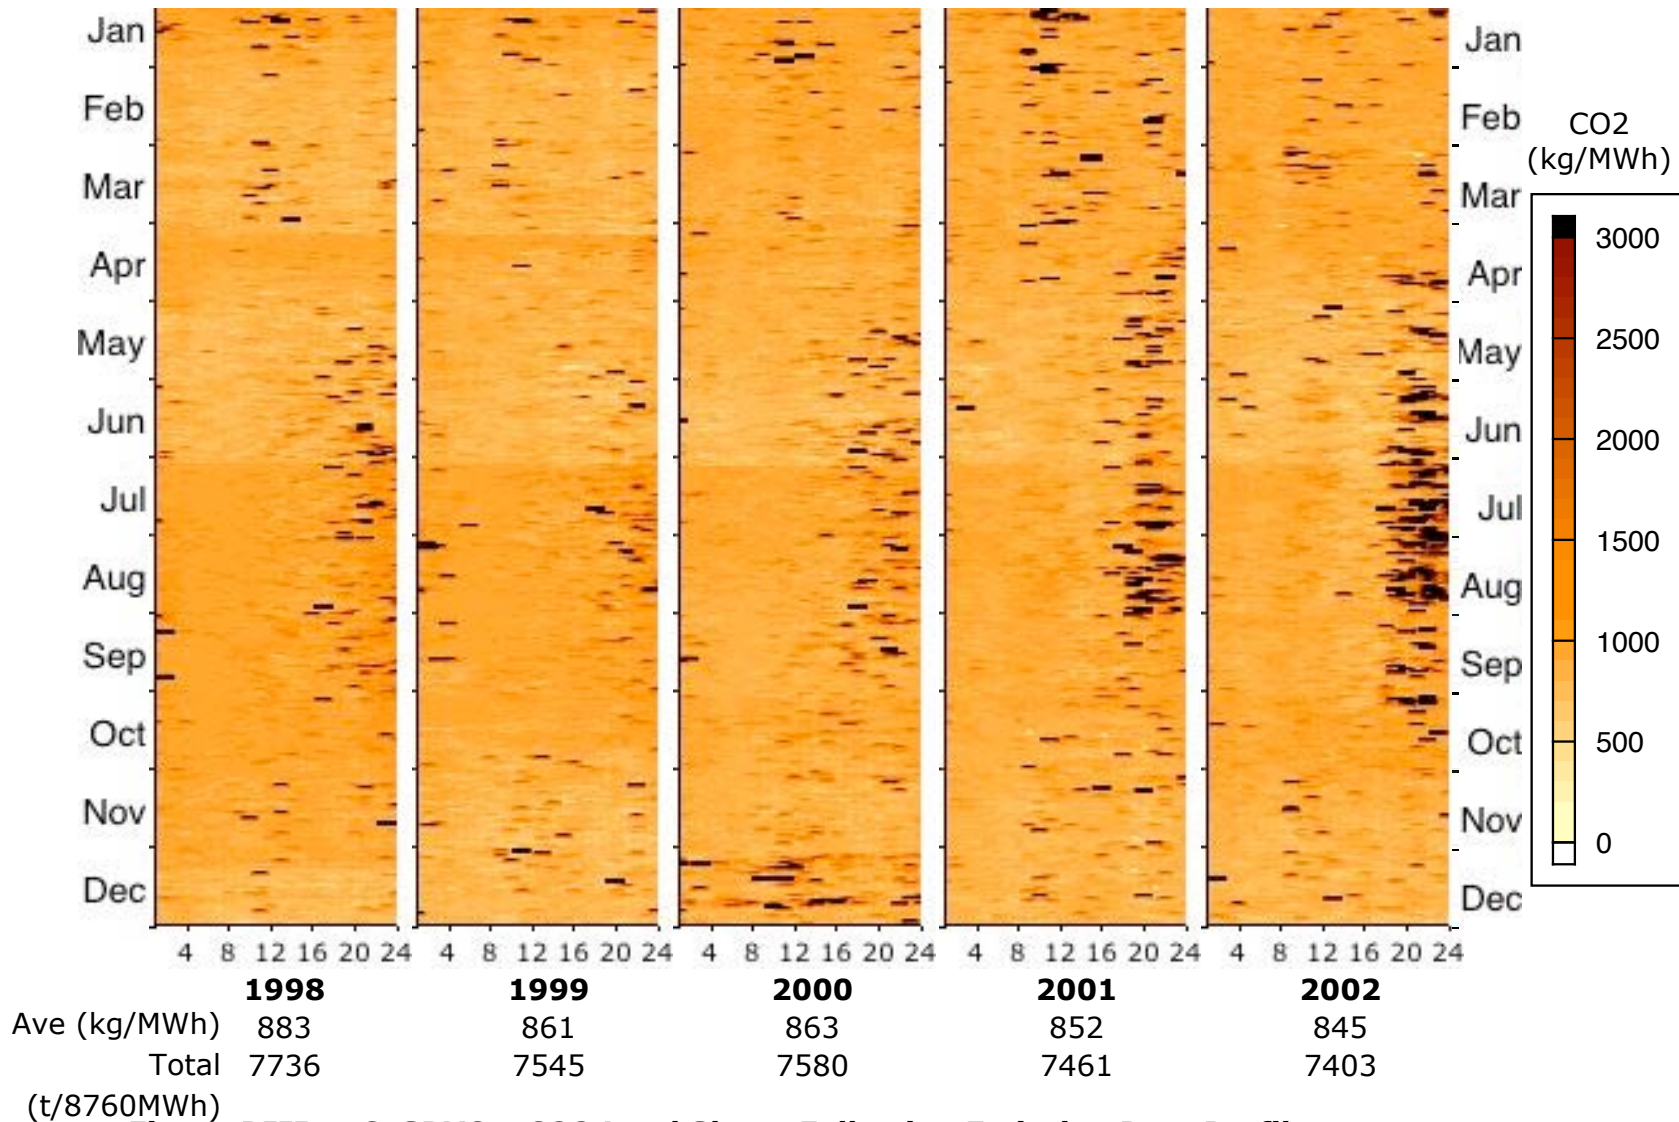 Jan
Feb
Mar
Apr
May
Jun
Jul
Aug
Sep
Oct
Nov
Dec
4 8 12 16 20 24
4 8 12 16 20 24
4 8 12 16 20 24
4 8 12 16 20 24
4 8 12 16 20 24
Jan
Feb
Mar
Apr
May
Jun
Jul
Aug
Sep
Oct
Nov
Dec
CO2
(kg/MWh)
3000
2500
2000
1500
1000
500
0
1998 1999 2000 2001 2002
Ave (kg/MWh) 883 861 863 852 845
Total 7736 7545 7580 7461 7403
(t/8760MWh)